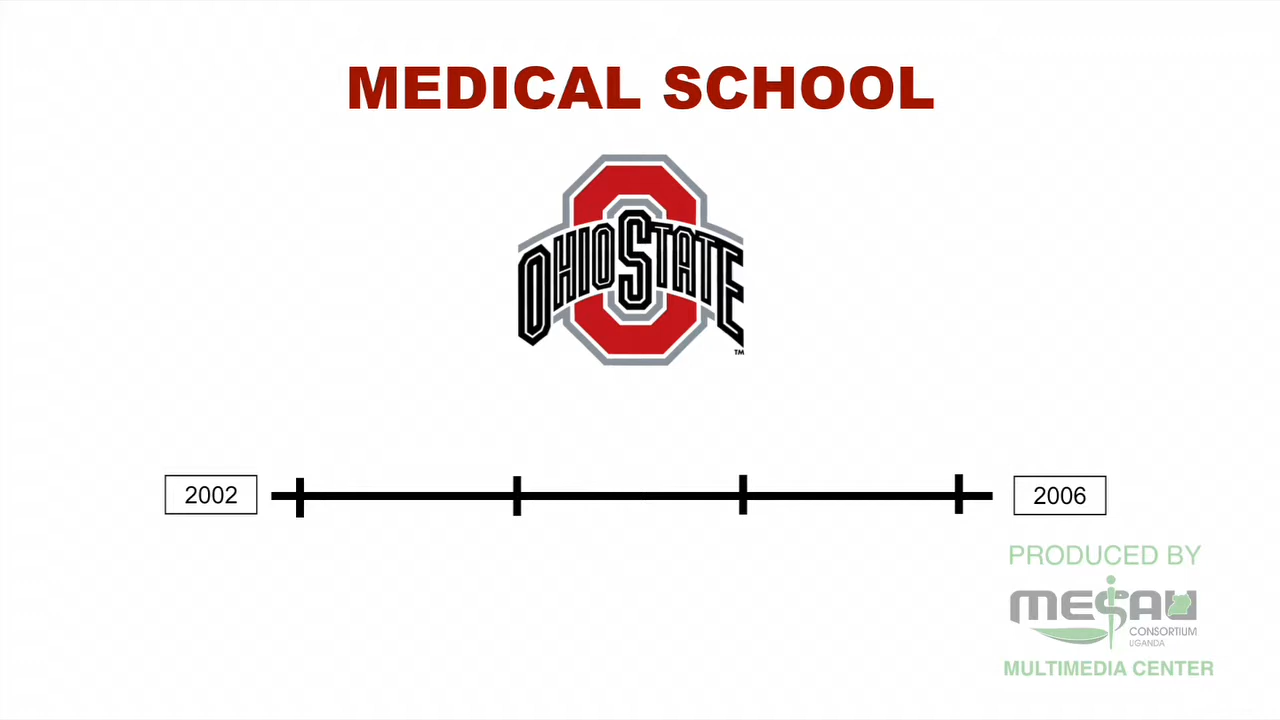 MEDICAL SCHOOL
OHIO STATE
TM
2002
2006
PRODUCED BY
MESAU
CONSORTIUM
UGANDA
MULTIMEDIA CENTER